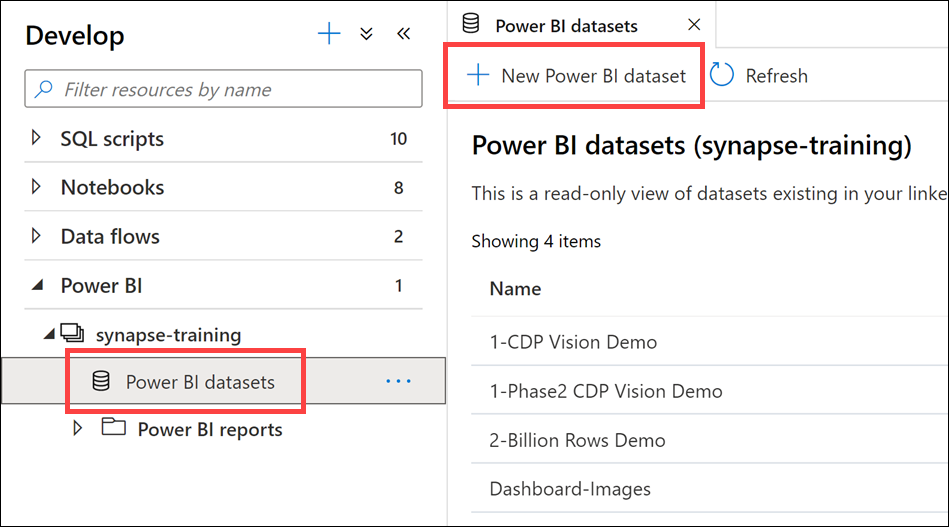 Develop
Filter resources by name
SQL scripts 10
Notebooks 8
Data flows 2
Power BI 1
synapse-training
Power BI datasets
Power BI reports
Power BI datasets
New Power BI dataset Refresh
Power BI datasets (synapse-training)
This is a read-only view of datasets existing in your linke
Showing 4 items
Name
1-CDP Vision Demo
1-Phase2 CDP Vision Demo
2-Billion Rows Demo
Dashboard-Images